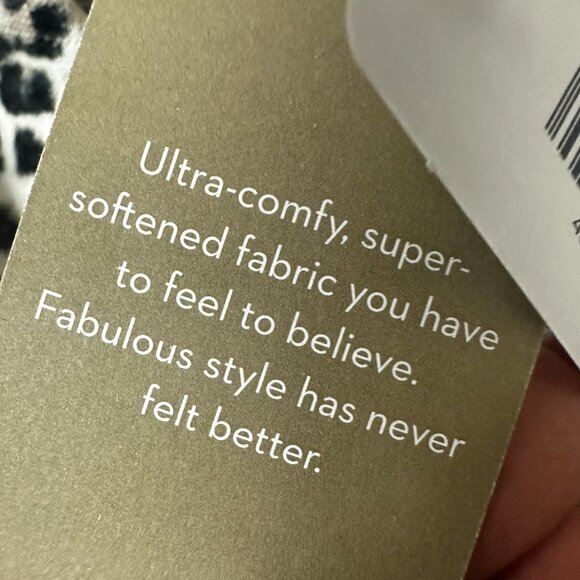 Ultra-comfy, super-
softened fabric you have
to feel to believe.
Fabulous style has never
felt better.